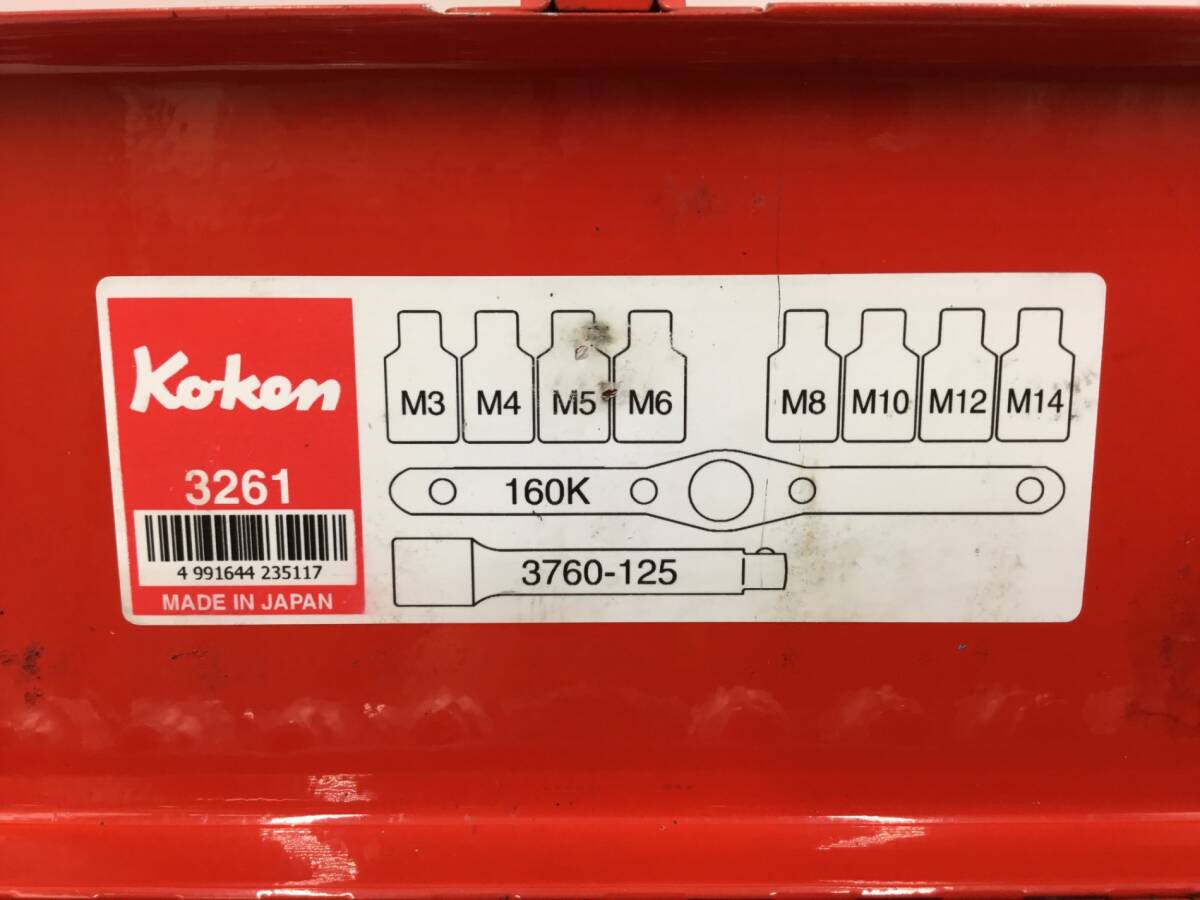 Ko-ken
3261
4 991644 235117
MADE IN JAPAN
M3 M4 M5 M6 M8 M10 M12 M14
160K
3760-125